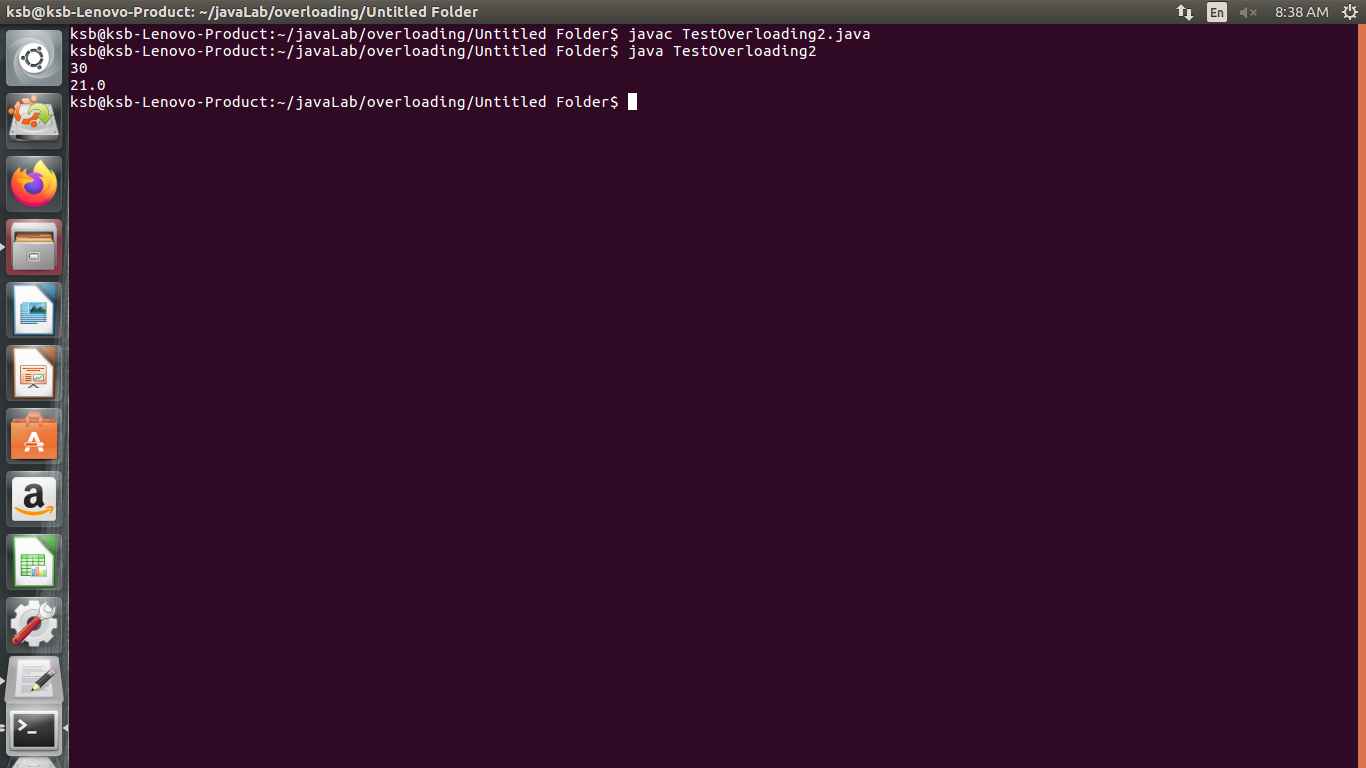 ksb@ksb-Lenovo-Product: ~/javaLab/overloading/Untitled Folder
En
8:38 AM
ksb@ksb-Lenovo-Product:~/javaLab/overloading/Untitled Folder$ javac TestOverloading2.java
ksb@ksb-Lenovo-Product:~/javaLab/overloading/Untitled Folder$ java TestOverloading2
30
21.0
ksb@ksb-Lenovo-Product:~/javaLab/overloading/Untitled Folder$